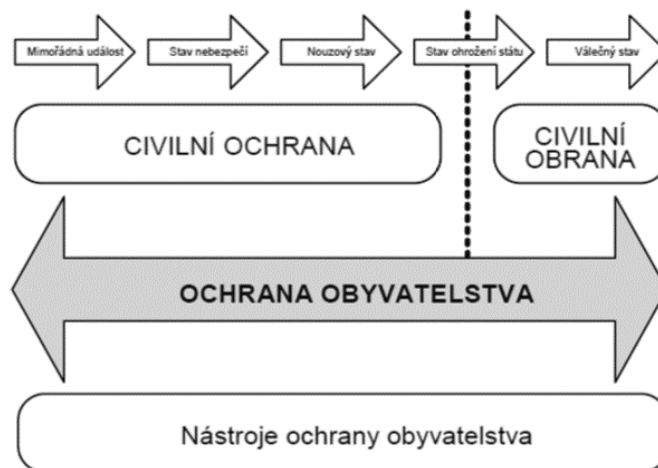 Mimořádná událost
Stav nebezpečí
Nouzový stav
Stav ohrožení státu
Válečný stav
CIVILNÍ OCHRANA
CIVILNÍ
OBRANA
OCHRANA OBYVATELSTVA
Nástroje ochrany obyvatelstva